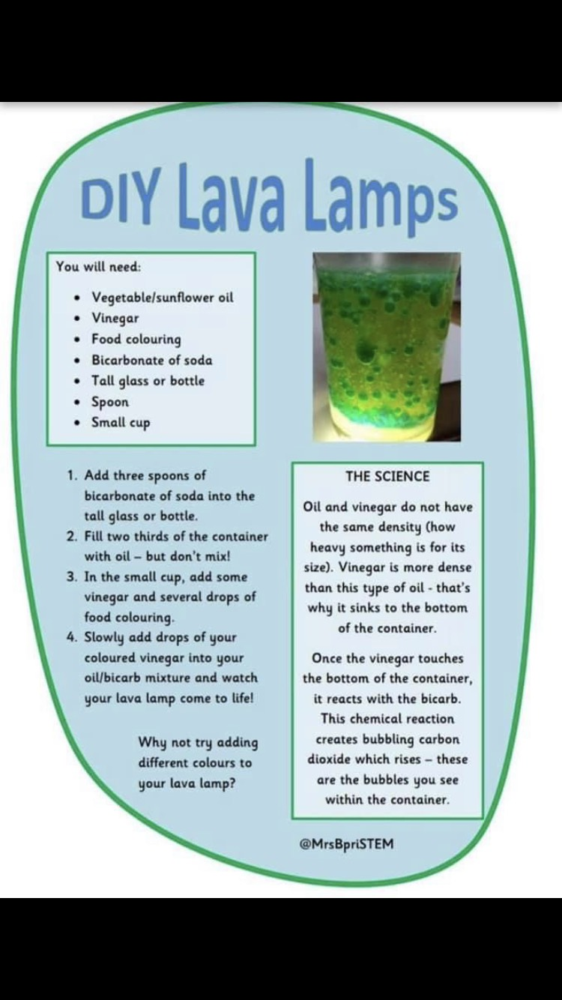 DIY Lava Lamps
You will need:
• Vegetable/sunflower oil
• Vinegar
• Food colouring
• Bicarbonate of soda
• Tall glass or bottle
• Spoon
• Small cup
1. Add three spoons of
bicarbonate of soda into the
tall glass or bottle.
2. Fill two thirds of the container
with oil – but don't mix!
3. In the small cup, add some
vinegar and several drops of
food colouring.
4. Slowly add drops of your
coloured vinegar into your
oil/bicarb mixture and watch
your lava lamp come to life!
Why not try adding
different colours to
your lava lamp?
THE SCIENCE
Oil and vinegar do not have
the same density (how
heavy something is for its
size). Vinegar is more dense
than this type of oil - that's
why it sinks to the bottom
of the container.
Once the vinegar touches
the bottom of the container,
it reacts with the bicarb.
This chemical reaction
creates bubbling carbon
dioxide which rises – these
are the bubbles you see
within the container.
@MrsBpriSTEM